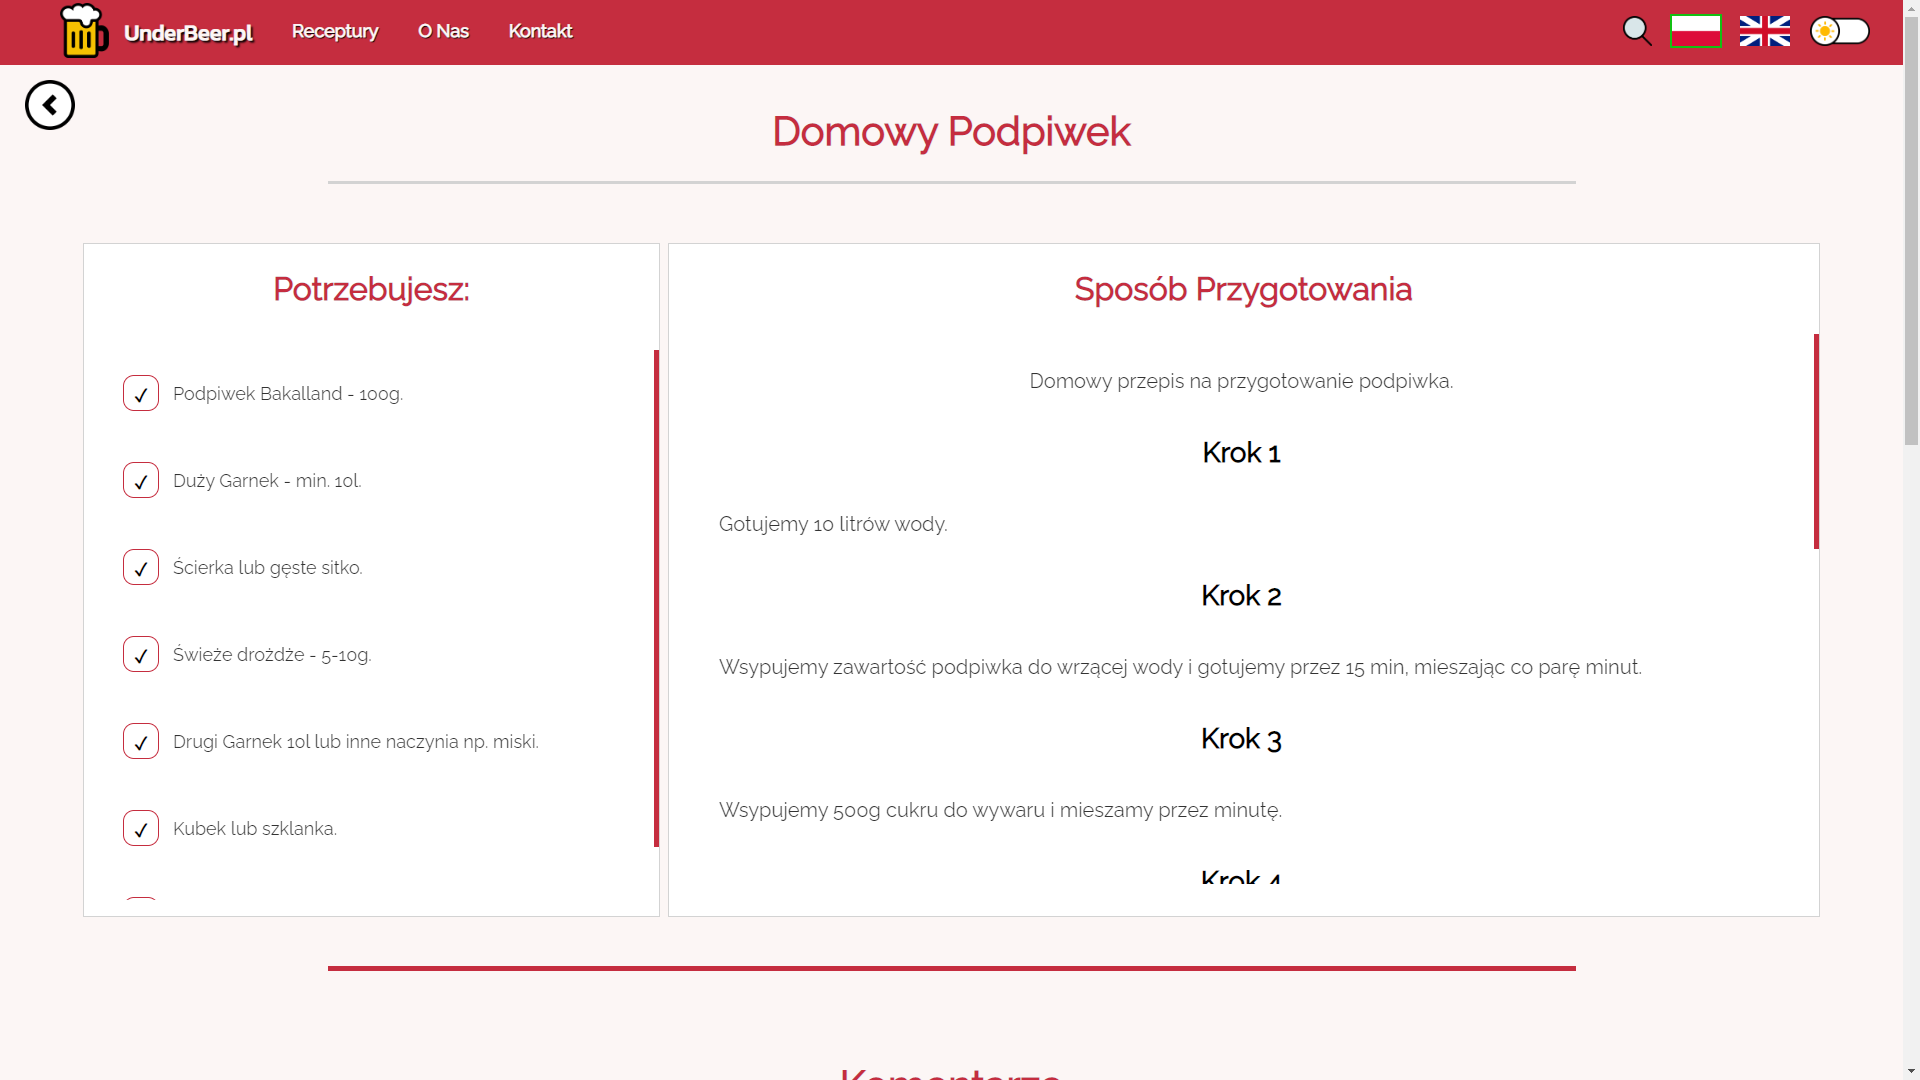 UnderBeer.pl Receptury O Nas Kontakt
Domowy Podpiwek
Potrzebujesz:
Podpiwek Bakalland - 100g.
Duży Garnek - min. 10l.
Ścierka lub gęste sitko.
Świeże drożdże - 5-10g.
Drugi Garnek 10l lub inne naczynia np. miski.
Kubek lub szklanka.
Sposób Przygotowania
Domowy przepis na przygotowanie podpiwka.
Krok 1
Gotujemy 10 litrów wody.
Krok 2
Wsypujemy zawartość podpiwka do wrzącej wody i gotujemy przez 15 min, mieszając co parę minut.
Krok 3
Wsypujemy 500g cukru do wywaru i mieszamy przez minutę.
Krok 4
Komentarze